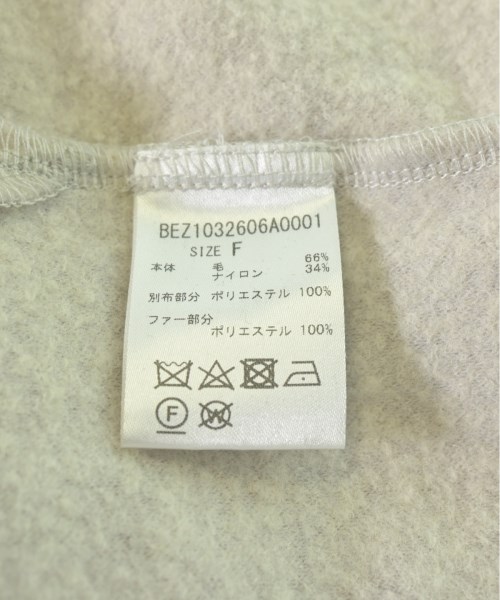 BEZ1032606A0001
SIZE F
本体 毛 66%
ナイロン 34%
別布部分 ポリエステル 100%
ファー部分
ポリエステル 100%
F W